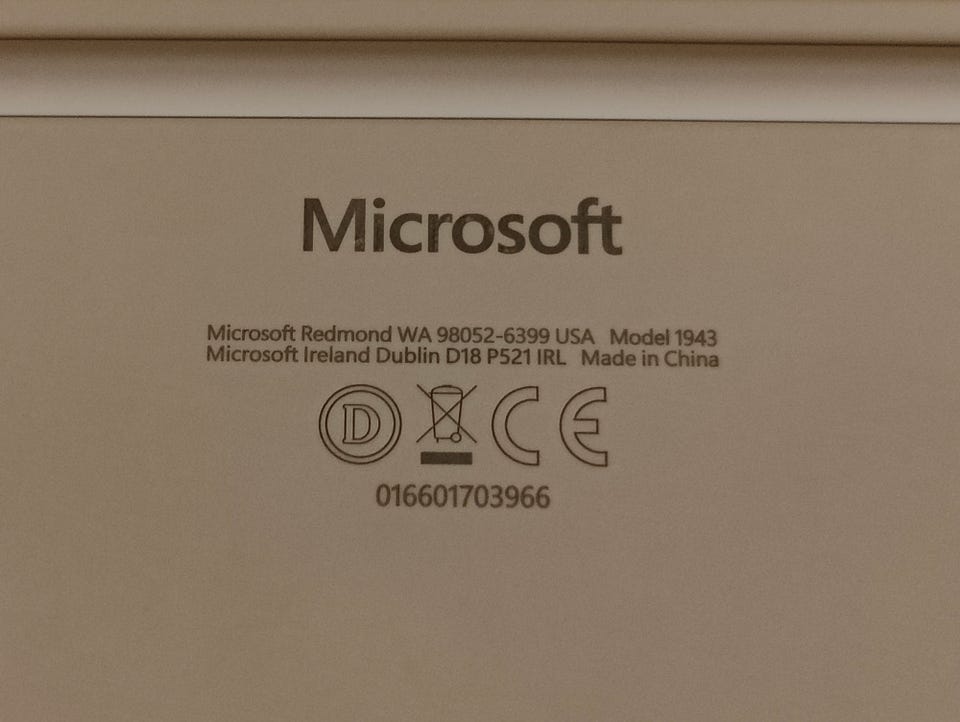 Microsoft
Microsoft Redmond WA 98052-6399 USA Model 1943
Microsoft Ireland Dublin D18 P521 IRL Made in China
D CE
016601703966